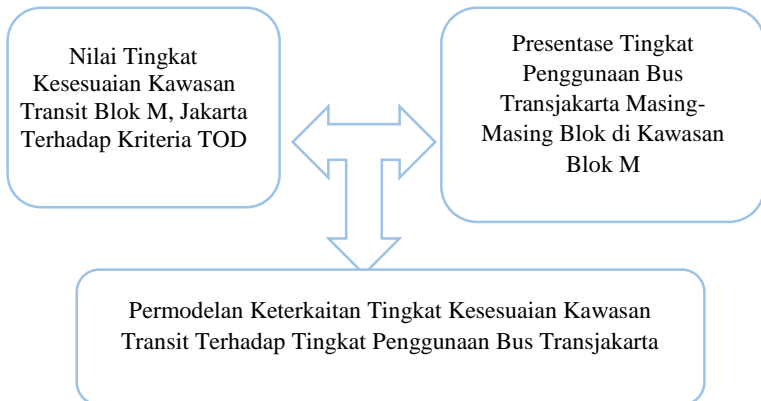 Nilai Tingkat
Kesesuaian Kawasan
Transit Blok M, Jakarta
Terhadap Kriteria TOD
Presentase Tingkat
Penggunaan Bus
Transjakarta Masing-
Masing Blok di Kawasan
Blok M
Permodelan Keterkaitan Tingkat Kesesuaian Kawasan
Transit Terhadap Tingkat Penggunaan Bus Transjakarta